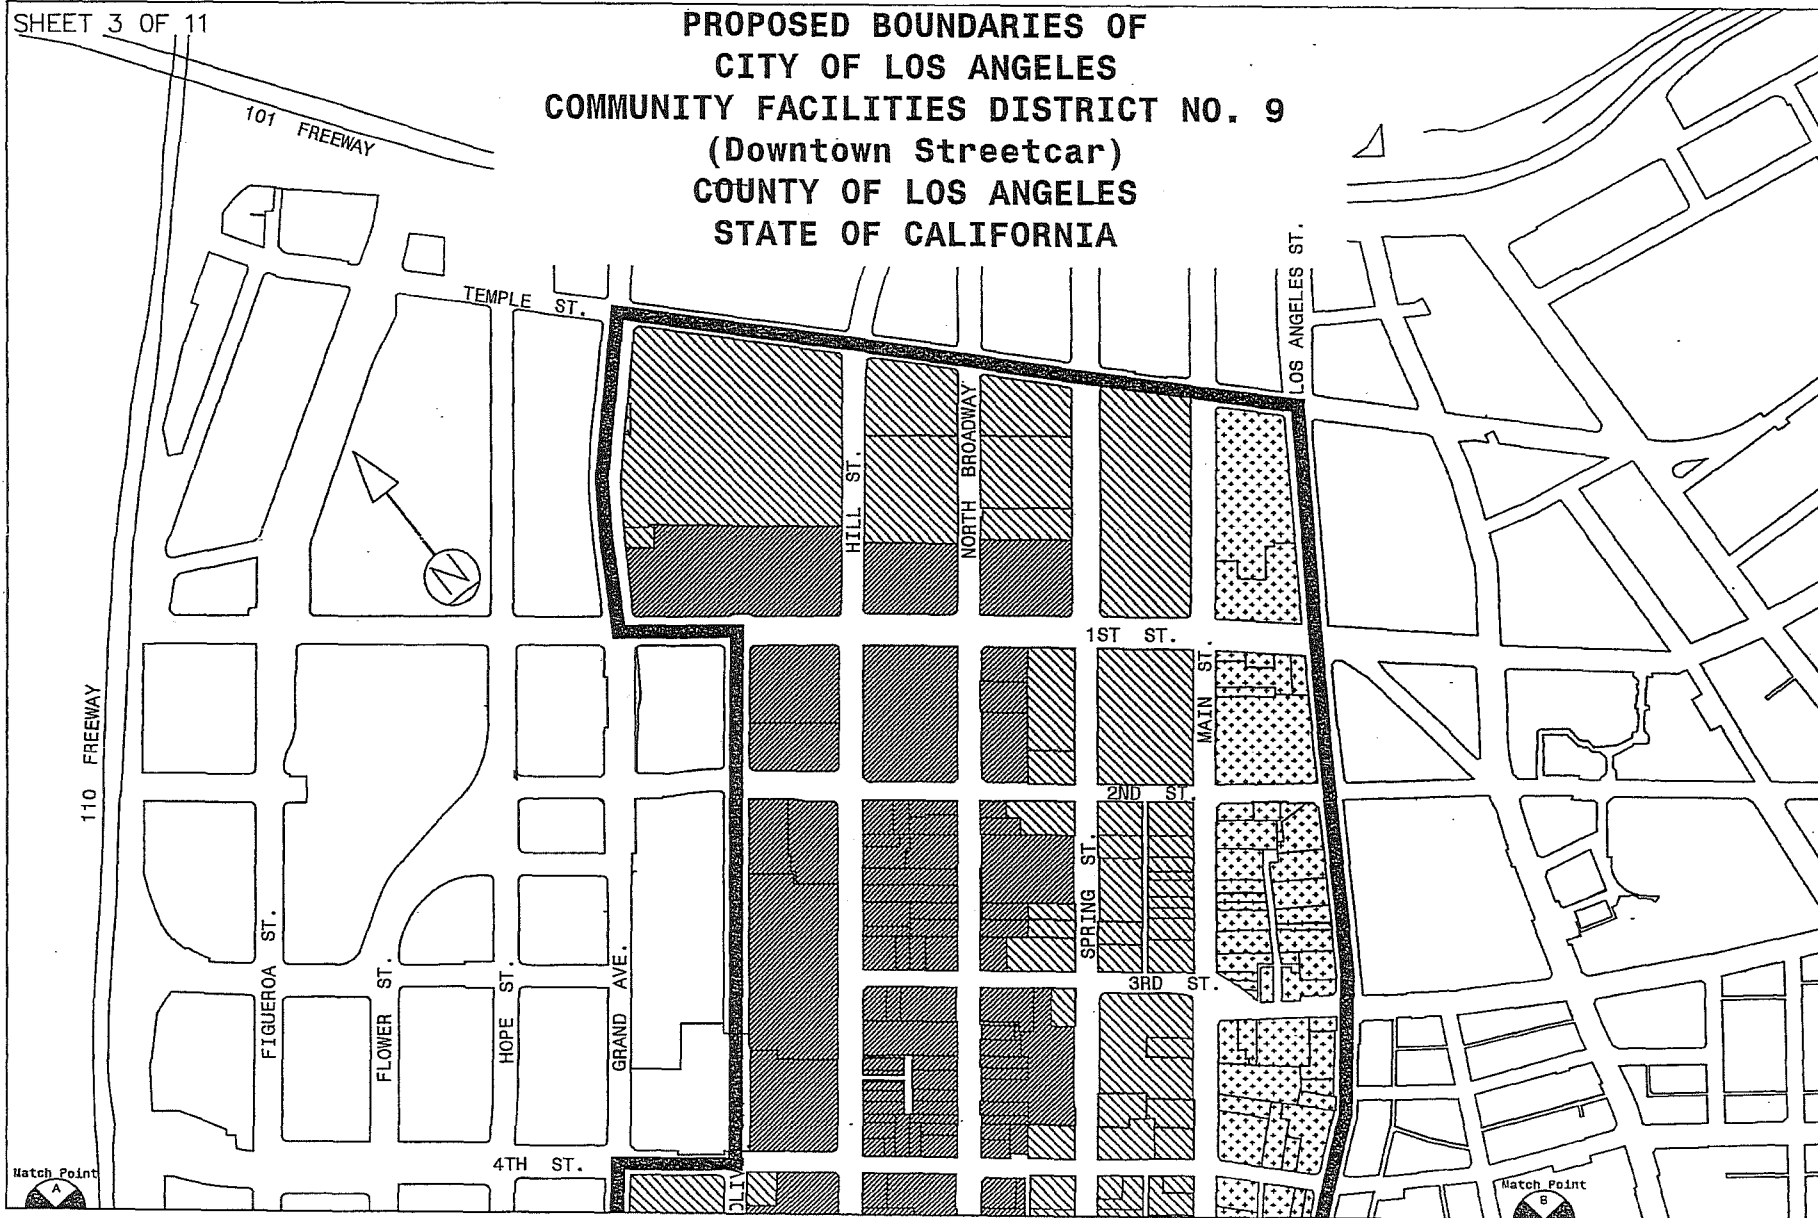 SHEET 3 OF 11
PROPOSED BOUNDARIES OF
CITY OF LOS ANGELES
COMMUNITY FACILITIES DISTRICT NO. 9
(Downtown Streetcar)
COUNTY OF LOS ANGELES
STATE OF CALIFORNIA
101 FREEWAY
TEMPLE ST.
LOS ANGELES ST.
HILL ST.
NORTH BROADWAY
N
1ST ST.
MAIN ST.
110 FREEWAY
2ND ST.
SPRING ST.
3RD ST.
FIGUEROA ST.
FLOWER ST.
HOPE ST.
GRAND AVE.
4TH ST.
OLIV
Match Point
A
Match Point
B